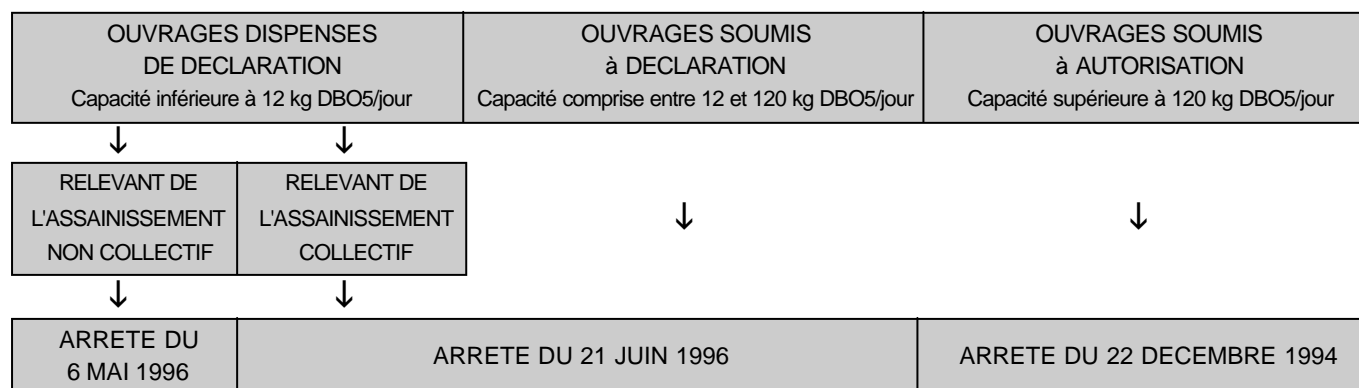 OUVRAGES DISPENSES
DE DECLARATION
Capacité inférieure à 12 kg DBO5/jour
OUVRAGES SOUMIS
à DECLARATION
Capacité comprise entre 12 et 120 kg DBO5/jour
OUVRAGES SOUMIS
à AUTORISATION
Capacité supérieure à 120 kg DBO5/jour
RELEVANT DE
L'ASSAINISSEMENT
NON COLLECTIF
RELEVANT DE
L'ASSAINISSEMENT
COLLECTIF
ARRETE DU
6 MAI 1996
ARRETE DU 21 JUIN 1996
ARRETE DU 22 DECEMBRE 1994